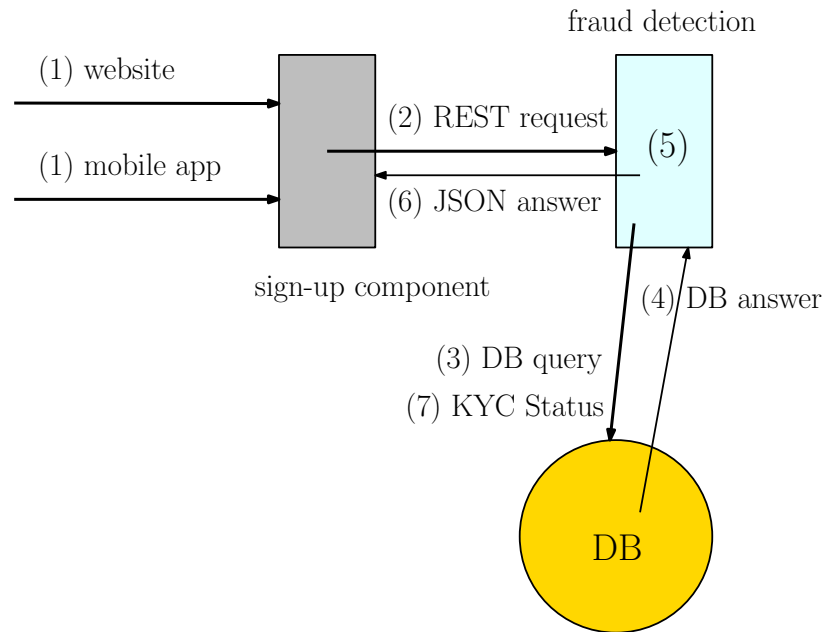 fraud detection
(1) website
(2) REST request
(5)
(1) mobile app
(6) JSON answer
sign-up component
(4) DB answer
(3) DB query
(7) KYC Status
DB